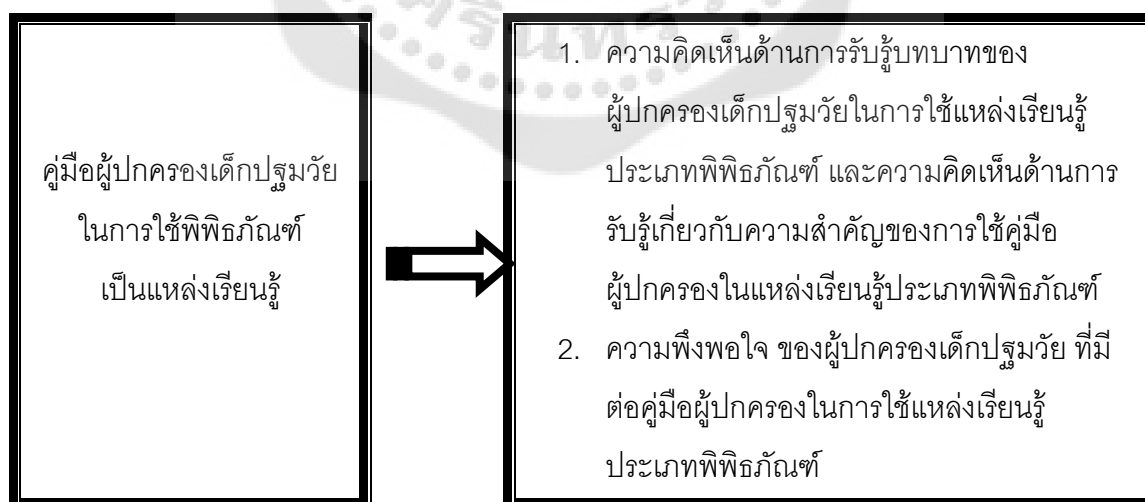 คู่มือผู้ปกครองเด็กปฐมวัย
ในการใช้พิพิธภัณฑ์
เป็นแหล่งเรียนรู้
1. ความคิดเห็นด้านการรับรู้บทบาทของ
ผู้ปกครองเด็กปฐมวัยในการใช้แหล่งเรียนรู้
ประเภทพิพิธภัณฑ์ และความคิดเห็นด้านการ
รับรู้เกี่ยวกับความสำคัญของการใช้คู่มือ
ผู้ปกครองในแหล่งเรียนรู้ประเภทพิพิธภัณฑ์
2. ความพึงพอใจ ของผู้ปกครองเด็กปฐมวัย ที่มี
ต่อคู่มือผู้ปกครองในการใช้แหล่งเรียนรู้
ประเภทพิพิธภัณฑ์